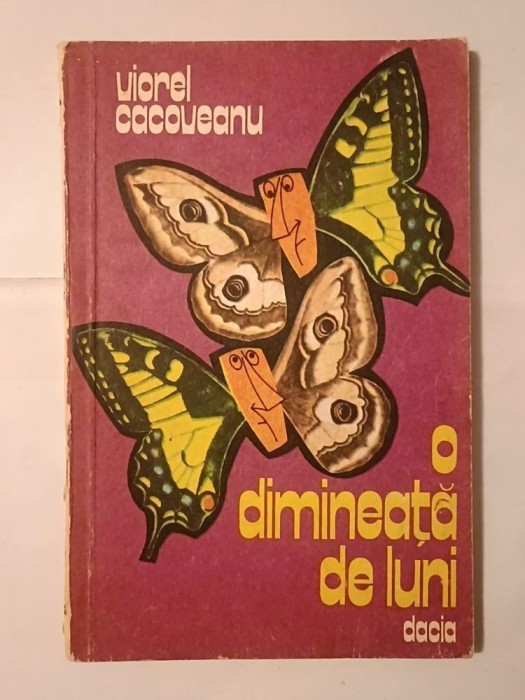 viorel
cacoveanu
o
dimineață
de luni
dacia